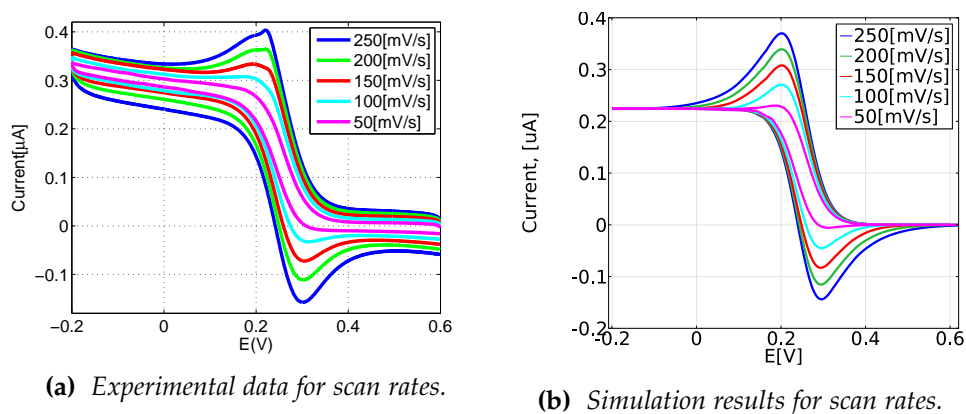 0.4
0.3
0.2
0.1
0
−0.1
Current[µA]
250[mV/s]
200[mV/s]
150[mV/s]
100[mV/s]
50[mV/s]
−0.2 0 0.2 0.4 0.6
E(V)
(a) Experimental data for scan rates.
0.4
0.3
0.2
0.1
0
-0.1
-0.2
Current, [uA]
250[mV/s]
200[mV/s]
150[mV/s]
100[mV/s]
50[mV/s]
-0.2 0 0.2 0.4 0.6
E[V]
(b) Simulation results for scan rates.